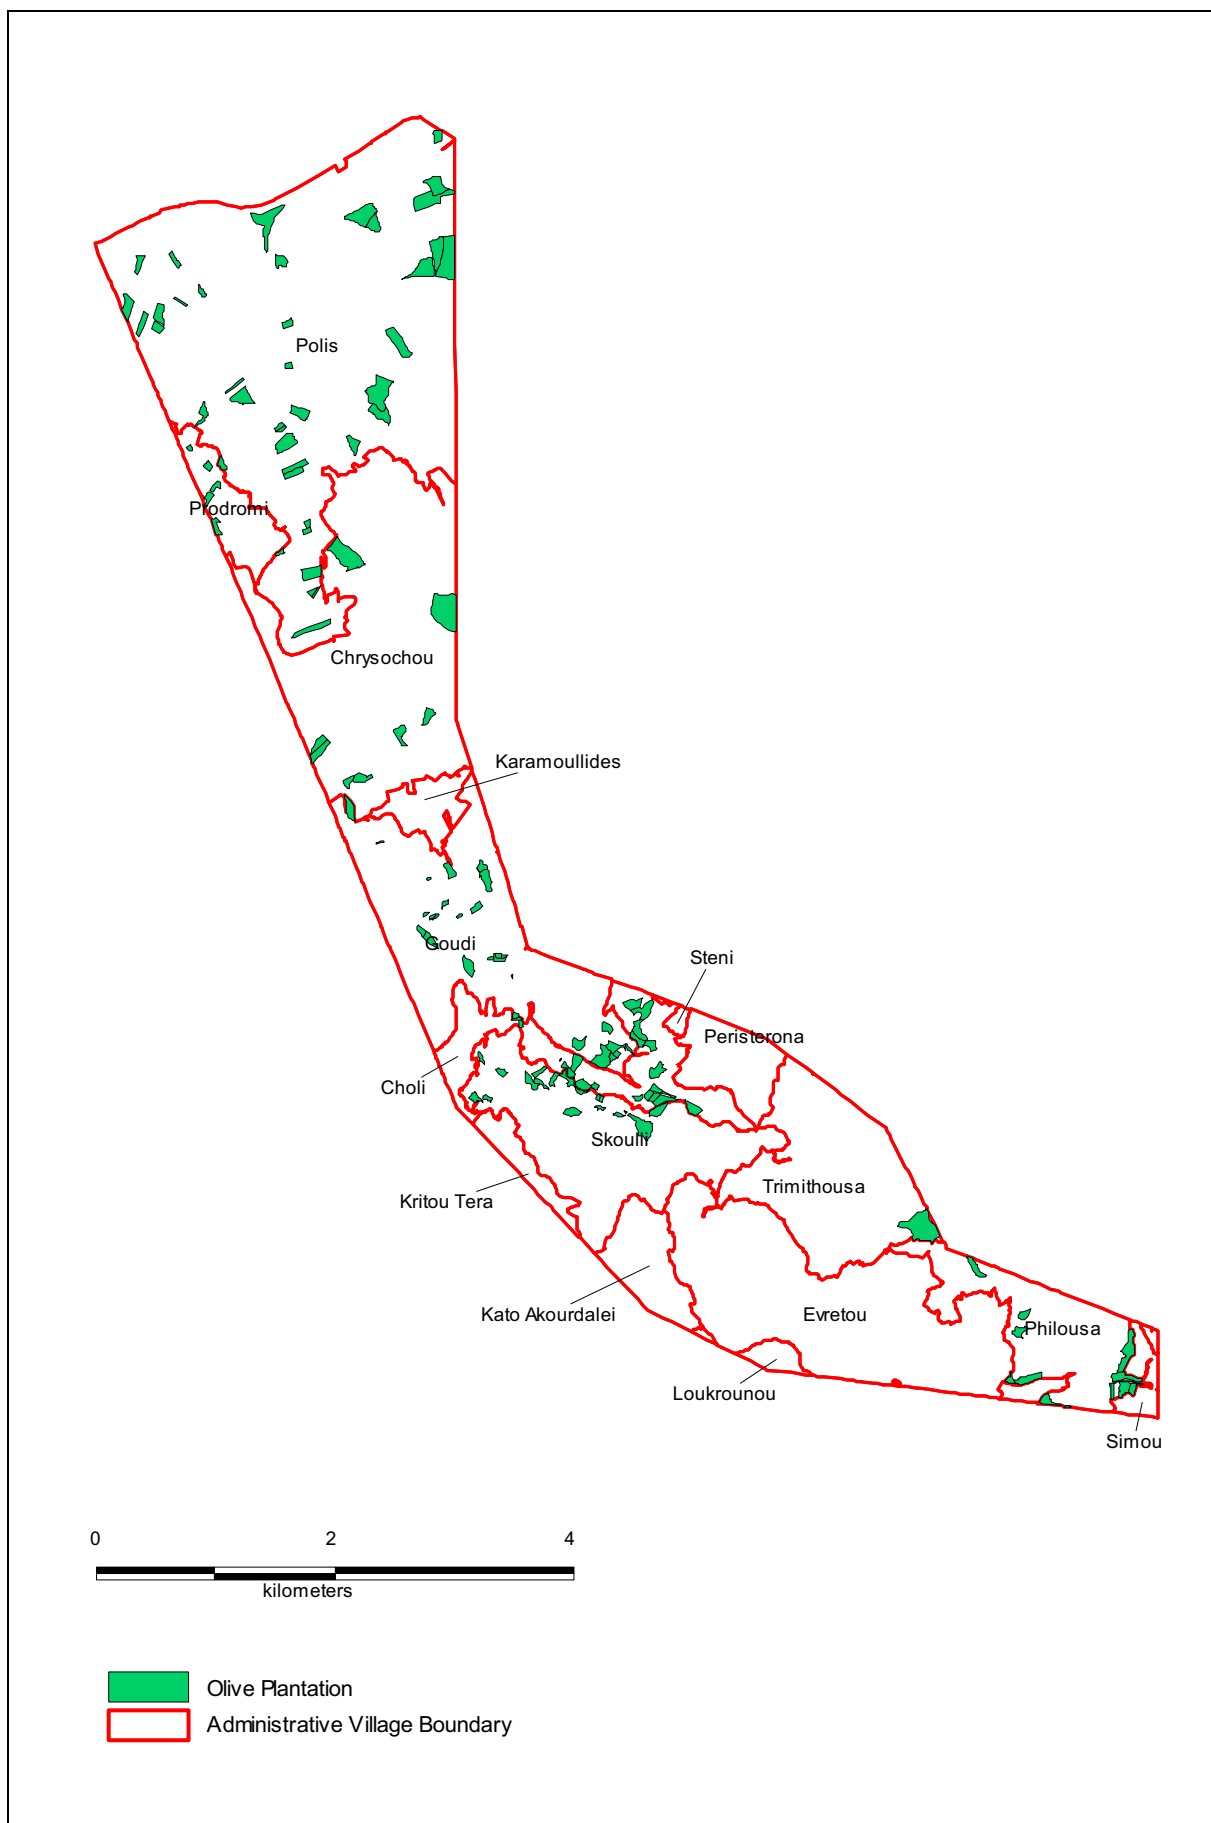 Polis
Prodromi
Chrysochou
Karamoullides
Goudi
Steni
Peristerona
Choli
Skoulli
Kritou Tera
Trimithousa
Kato Akourdalei
Evretou
Philousa
Loukrounou
Simou
0 2 4
kilometers
Olive Plantation
Administrative Village Boundary